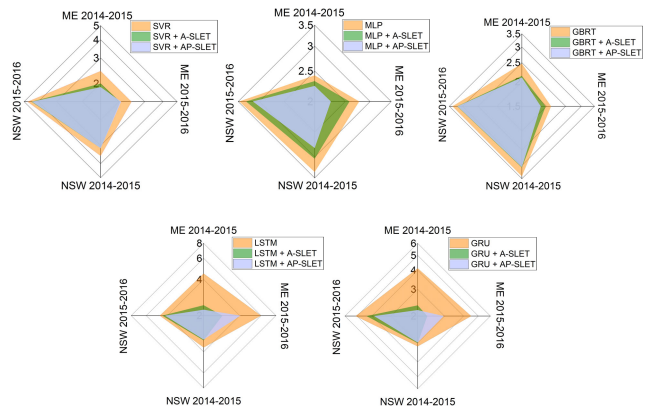 ME 2014-2015
5
4
3
2
SVR
SVR + A-SLET
SVR + AP-SLET
NSW 2015-2016
ME 2015-2016
NSW 2014-2015
ME 2014-2015
3.5
3
2.5
2
MLP
MLP + A-SLET
MLP + AP-SLET
NSW 2015-2016
ME 2015-2016
NSW 2014-2015
ME 2014-2015
3.5
3
2.5
2
1.5
GBRT
GBRT + A-SLET
GBRT + AP-SLET
NSW 2015-2016
ME 2015-2016
NSW 2014-2015
ME 2014-2015
8
6
4
2
LSTM
LSTM + A-SLET
LSTM + AP-SLET
NSW 2015-2016
ME 2015-2016
NSW 2014-2015
ME 2014-2015
6
5
4
3
GRU
GRU + A-SLET
GRU + AP-SLET
NSW 2015-2016
ME 2015-2016
NSW 2014-2015